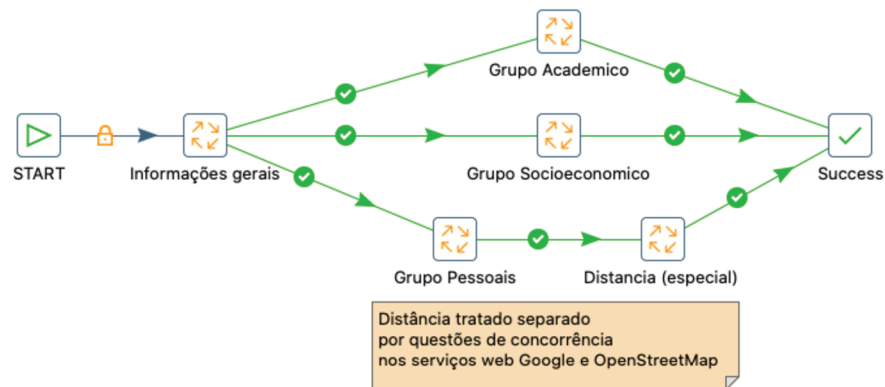 Grupo Academico
START
Informações gerais
Grupo Socioeconomico
Success
Grupo Pessoais
Distancia (especial)
Distância tratado separado
por questões de concorrência
nos serviços web Google e OpenStreetMap